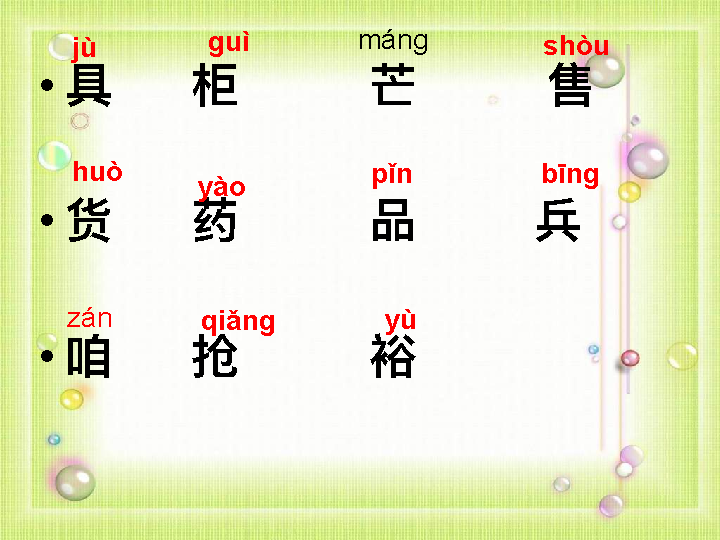 jù guì máng shòu
• 具 柜 芒 售
huò yào pǐn bīng
• 货 药 品 兵
zán qiǎng yù
• 咱 抢 裕